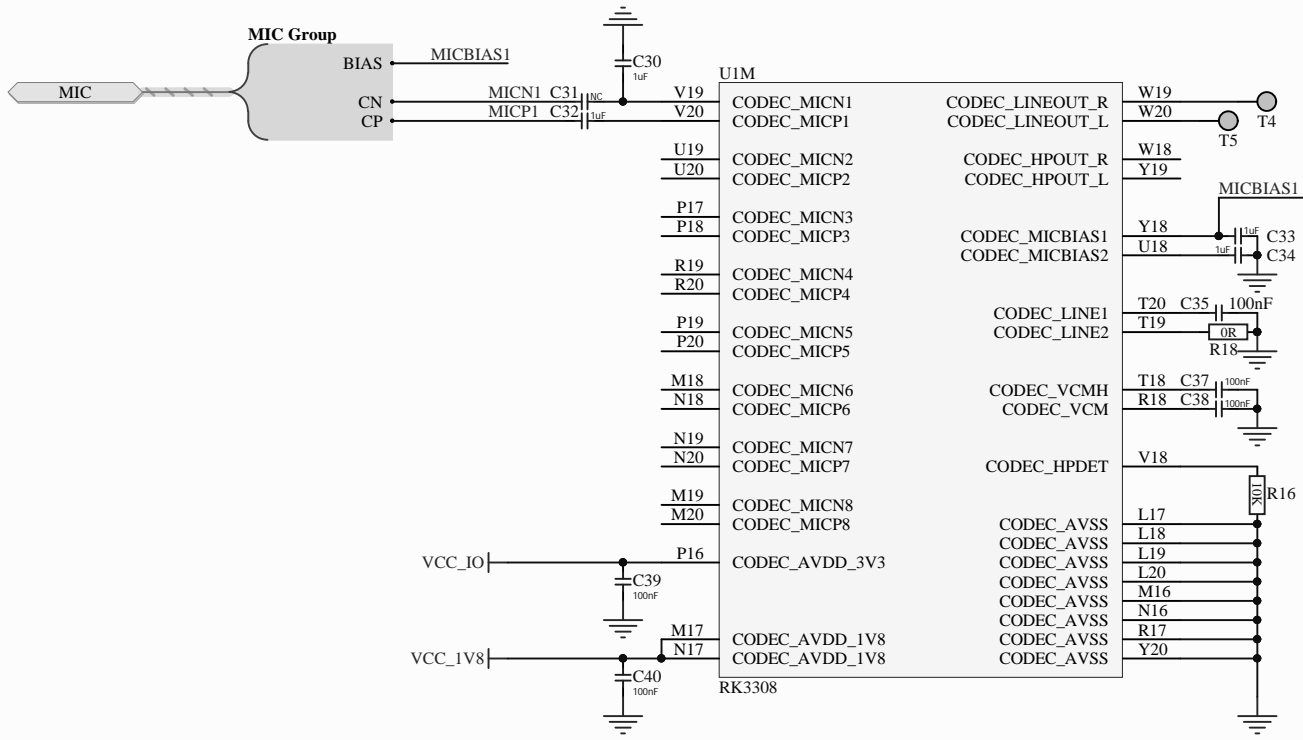 MIC Group
MIC
BIAS MICBIAS1
CN MICN1 C31 NC
CP MICP1 C32 1uF
C30
1uF
U1M
V19 CODEC_MICN1
V20 CODEC_MICP1
U19 CODEC_MICN2
U20 CODEC_MICP2
P17 CODEC_MICN3
P18 CODEC_MICP3
R19 CODEC_MICN4
R20 CODEC_MICP4
P19 CODEC_MICN5
P20 CODEC_MICP5
M18 CODEC_MICN6
N18 CODEC_MICP6
N19 CODEC_MICN7
N20 CODEC_MICP7
M19 CODEC_MICN8
M20 CODEC_MICP8
VCC_IO P16 CODEC_AVDD_3V3
C39
100nF
M17 CODEC_AVDD_1V8
VCC_1V8 N17 CODEC_AVDD_1V8
C40
100nF
RK3308
CODEC_LINEOUT_R W19 T4
CODEC_LINEOUT_L W20 T5
CODEC_HPOUT_R W18
CODEC_HPOUT_L Y19
MICBIAS1
CODEC_MICBIAS1 Y18 1uF C33
CODEC_MICBIAS2 U18 1uF C34
CODEC_LINE1 T20 C35 100nF
CODEC_LINE2 T19 0R
R18
CODEC_VCMH T18 C37 100nF
CODEC_VCM R18 C38 100nF
CODEC_HPDET V18
10K R16
CODEC_AVSS L17
CODEC_AVSS L18
CODEC_AVSS L19
CODEC_AVSS L20
CODEC_AVSS M16
CODEC_AVSS N16
CODEC_AVSS R17
CODEC_AVSS Y20